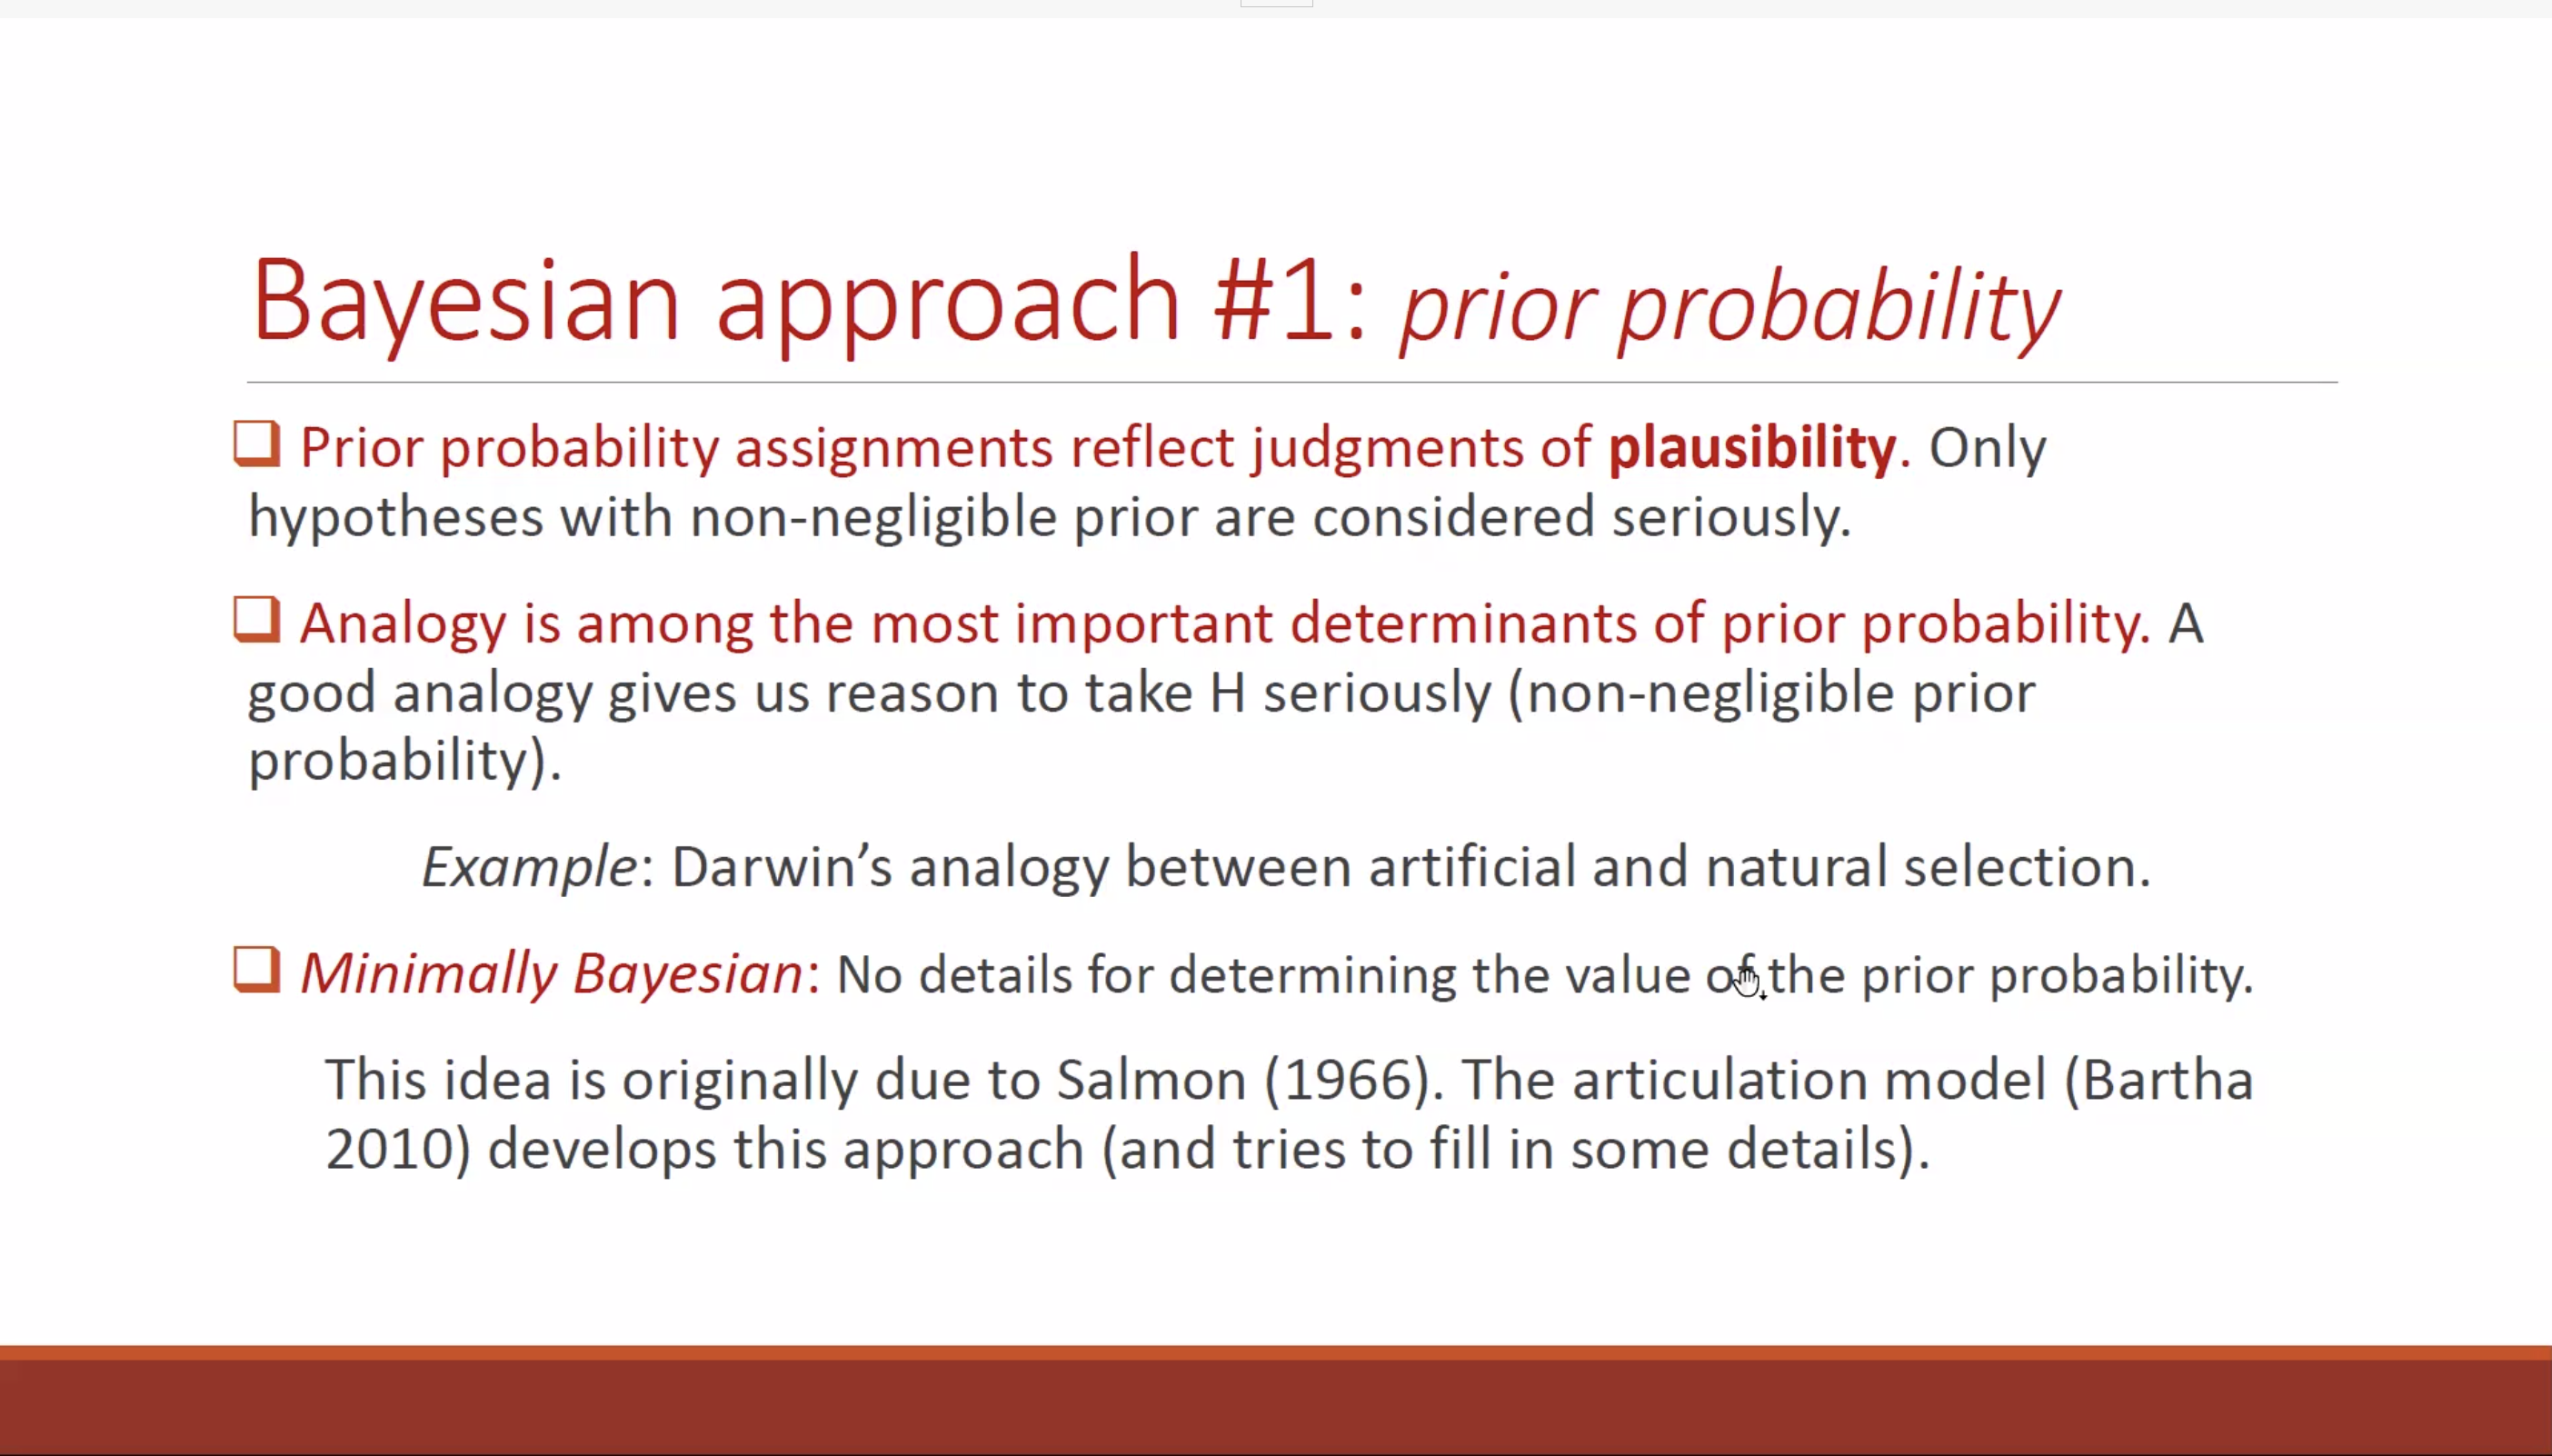 Bayesian approach #1: prior probability
❑ Prior probability assignments reflect judgments of plausibility. Only
hypotheses with non-negligible prior are considered seriously.
❑ Analogy is among the most important determinants of prior probability. A
good analogy gives us reason to take H seriously (non-negligible prior
probability).
Example: Darwin’s analogy between artificial and natural selection.
❑ Minimally Bayesian: No details for determining the value of the prior probability.
This idea is originally due to Salmon (1966). The articulation model (Bartha
2010) develops this approach (and tries to fill in some details).